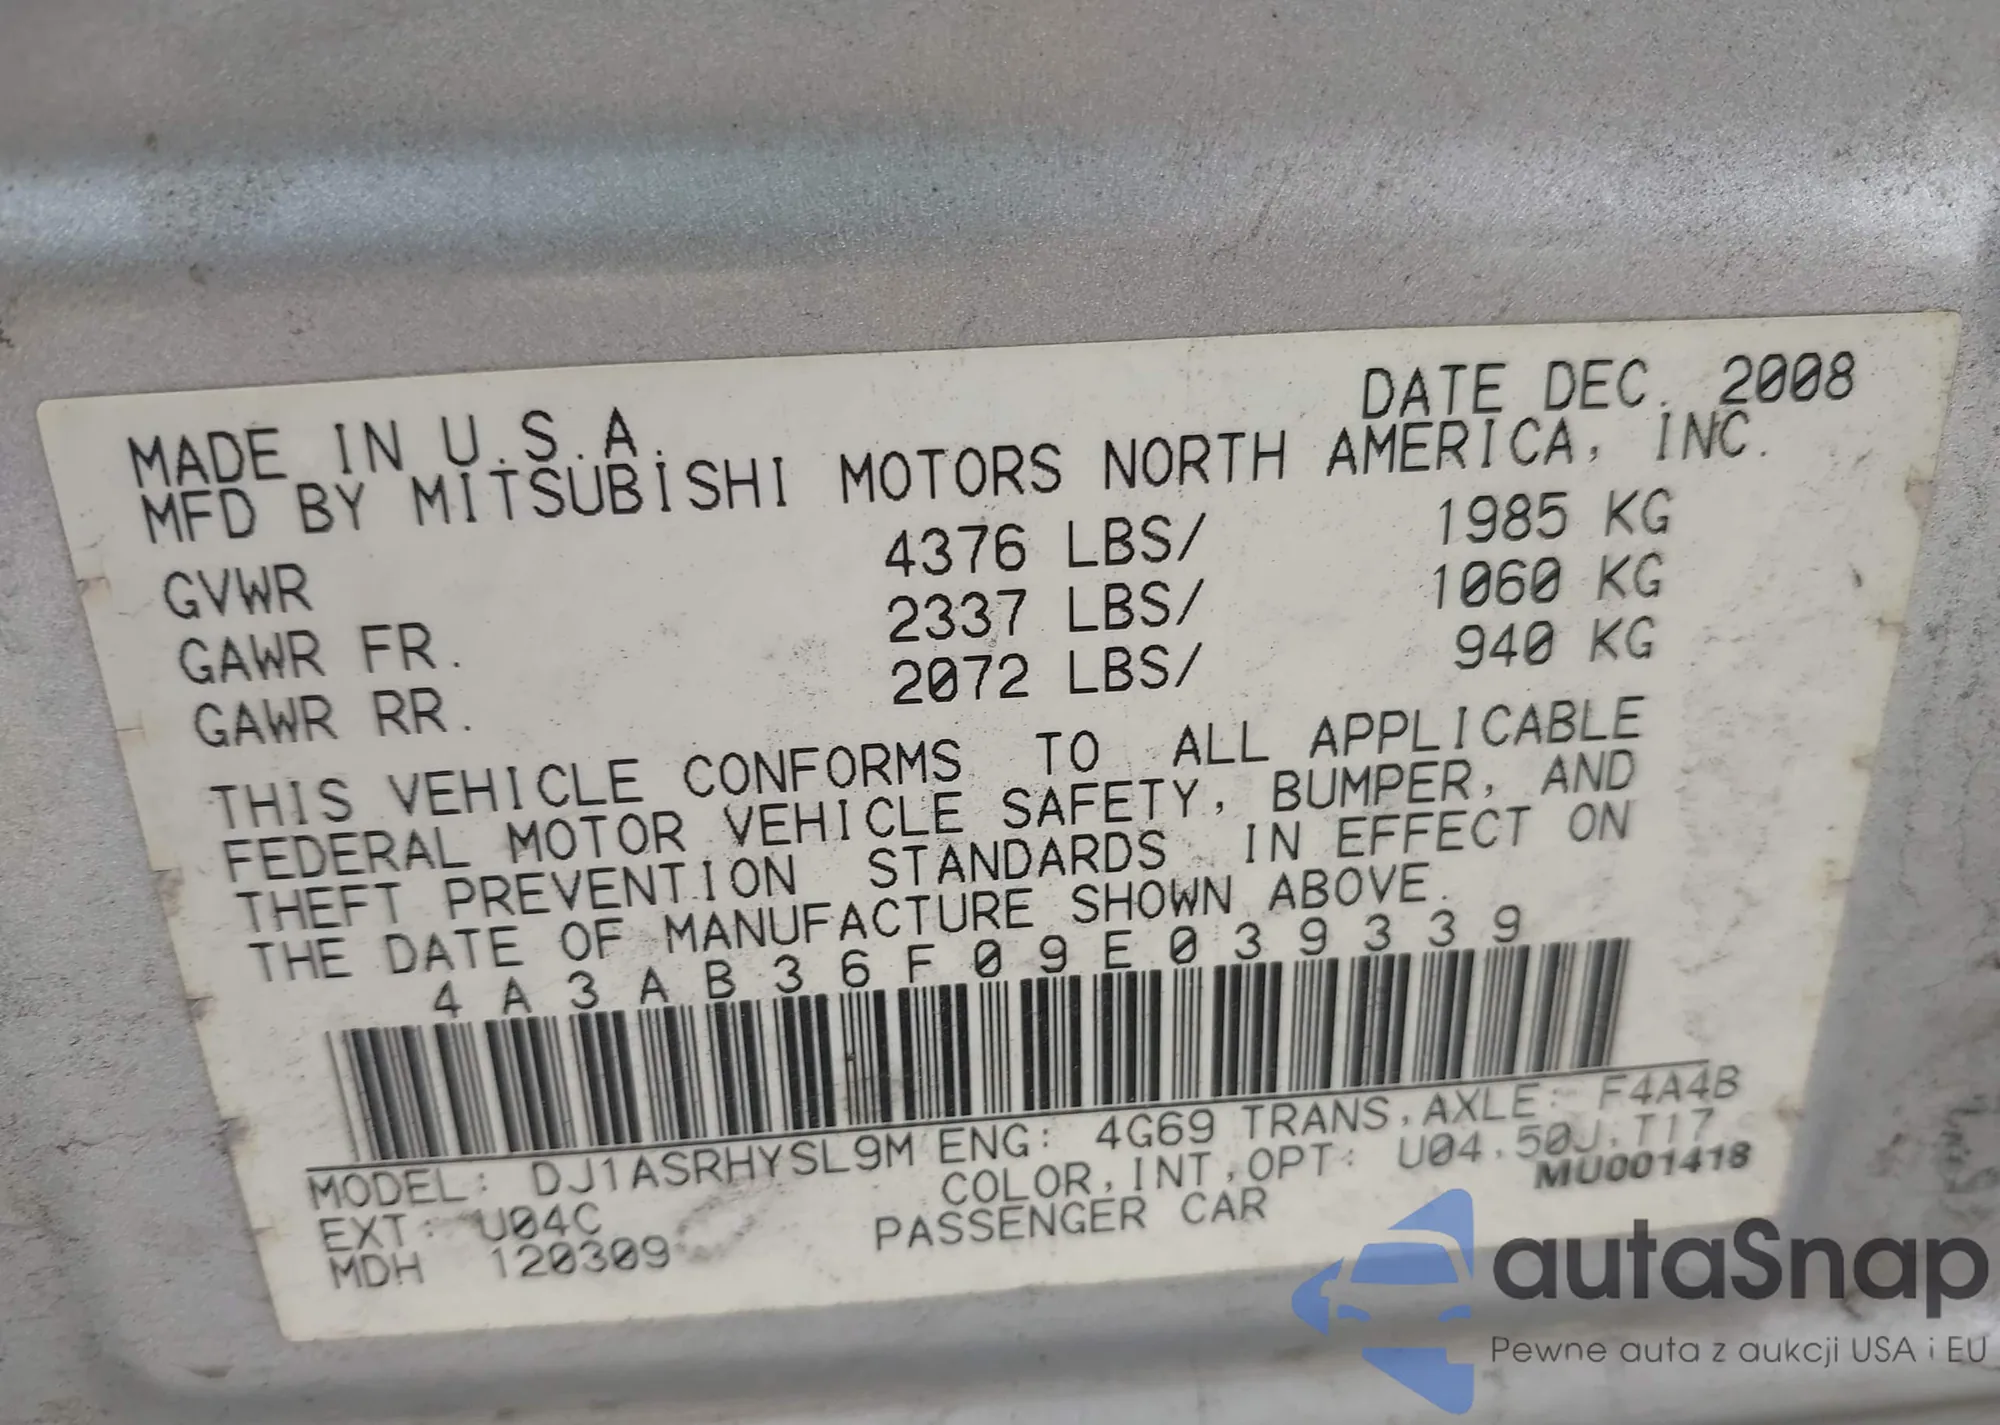 DATE DEC. 2008
MADE IN U.S.A.
MFD BY MITSUBISHI MOTORS NORTH AMERICA, INC.
GVWR 4376 LBS/ 1985 KG
GAWR FR. 2337 LBS/ 1060 KG
GAWR RR. 2072 LBS/ 940 KG
THIS VEHICLE CONFORMS TO ALL APPLICABLE
FEDERAL MOTOR VEHICLE SAFETY, BUMPER, AND
THEFT PREVENTION STANDARDS IN EFFECT ON
THE DATE OF MANUFACTURE SHOWN ABOVE.
4A3AB36F09E039339
MODEL: DJ1ASRHYSL9M ENG: 4G69 TRANS,AXLE: F4A4B
EXT: U04C COLOR,INT,OPT: U04,50J,T17
MDH 120309 PASSENGER CAR MU001418
autaSnap
Pewne auta z aukcji USA i EU